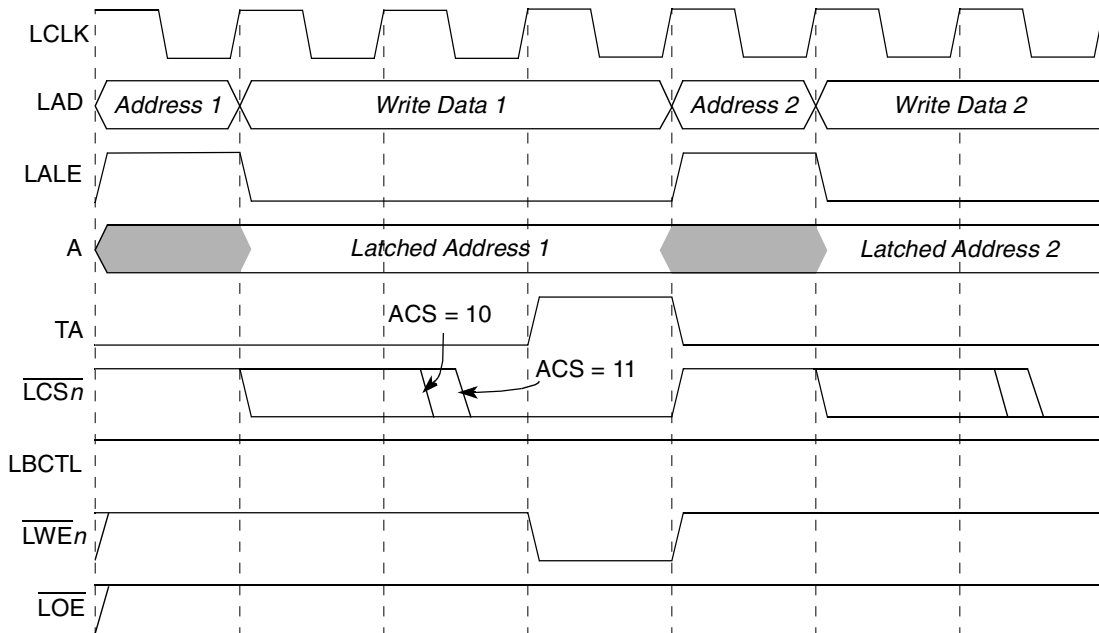 LCLK
LAD Address 1 Write Data 1 Address 2 Write Data 2
LALE
A Latched Address 1 Latched Address 2
ACS = 10
TA
ACS = 11
LCSn
LBCTL
LWEn
LOE